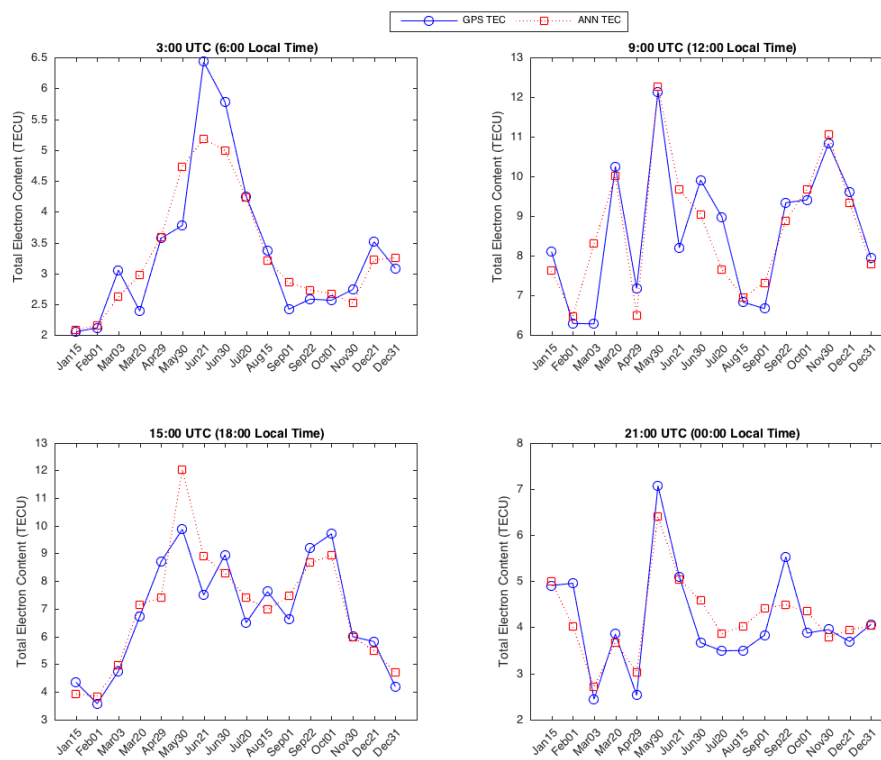 GPS TEC ANN TEC
3:00 UTC (6:00 Local Time)
Total Electron Content (TECU)
6.5
6
5.5
5
4.5
4
3.5
3
2.5
2
Jan15 Feb01 Mar03 Mar20 Apr29 May30 Jun21 Jun30 Jul20 Aug15 Sep01 Sep22 Oct01 Nov30 Dec21 Dec31
9:00 UTC (12:00 Local Time)
Total Electron Content (TECU)
13
12
11
10
9
8
7
6
Jan15 Feb01 Mar03 Mar20 Apr29 May30 Jun21 Jun30 Jul20 Aug15 Sep01 Sep22 Oct01 Nov30 Dec21 Dec31
15:00 UTC (18:00 Local Time)
Total Electron Content (TECU)
13
12
11
10
9
8
7
6
5
4
3
Jan15 Feb01 Mar03 Mar20 Apr29 May30 Jun21 Jun30 Jul20 Aug15 Sep01 Sep22 Oct01 Nov30 Dec21 Dec31
21:00 UTC (00:00 Local Time)
Total Electron Content (TECU)
8
7
6
5
4
3
2
Jan15 Feb01 Mar03 Mar20 Apr29 May30 Jun21 Jun30 Jul20 Aug15 Sep01 Sep22 Oct01 Nov30 Dec21 Dec31